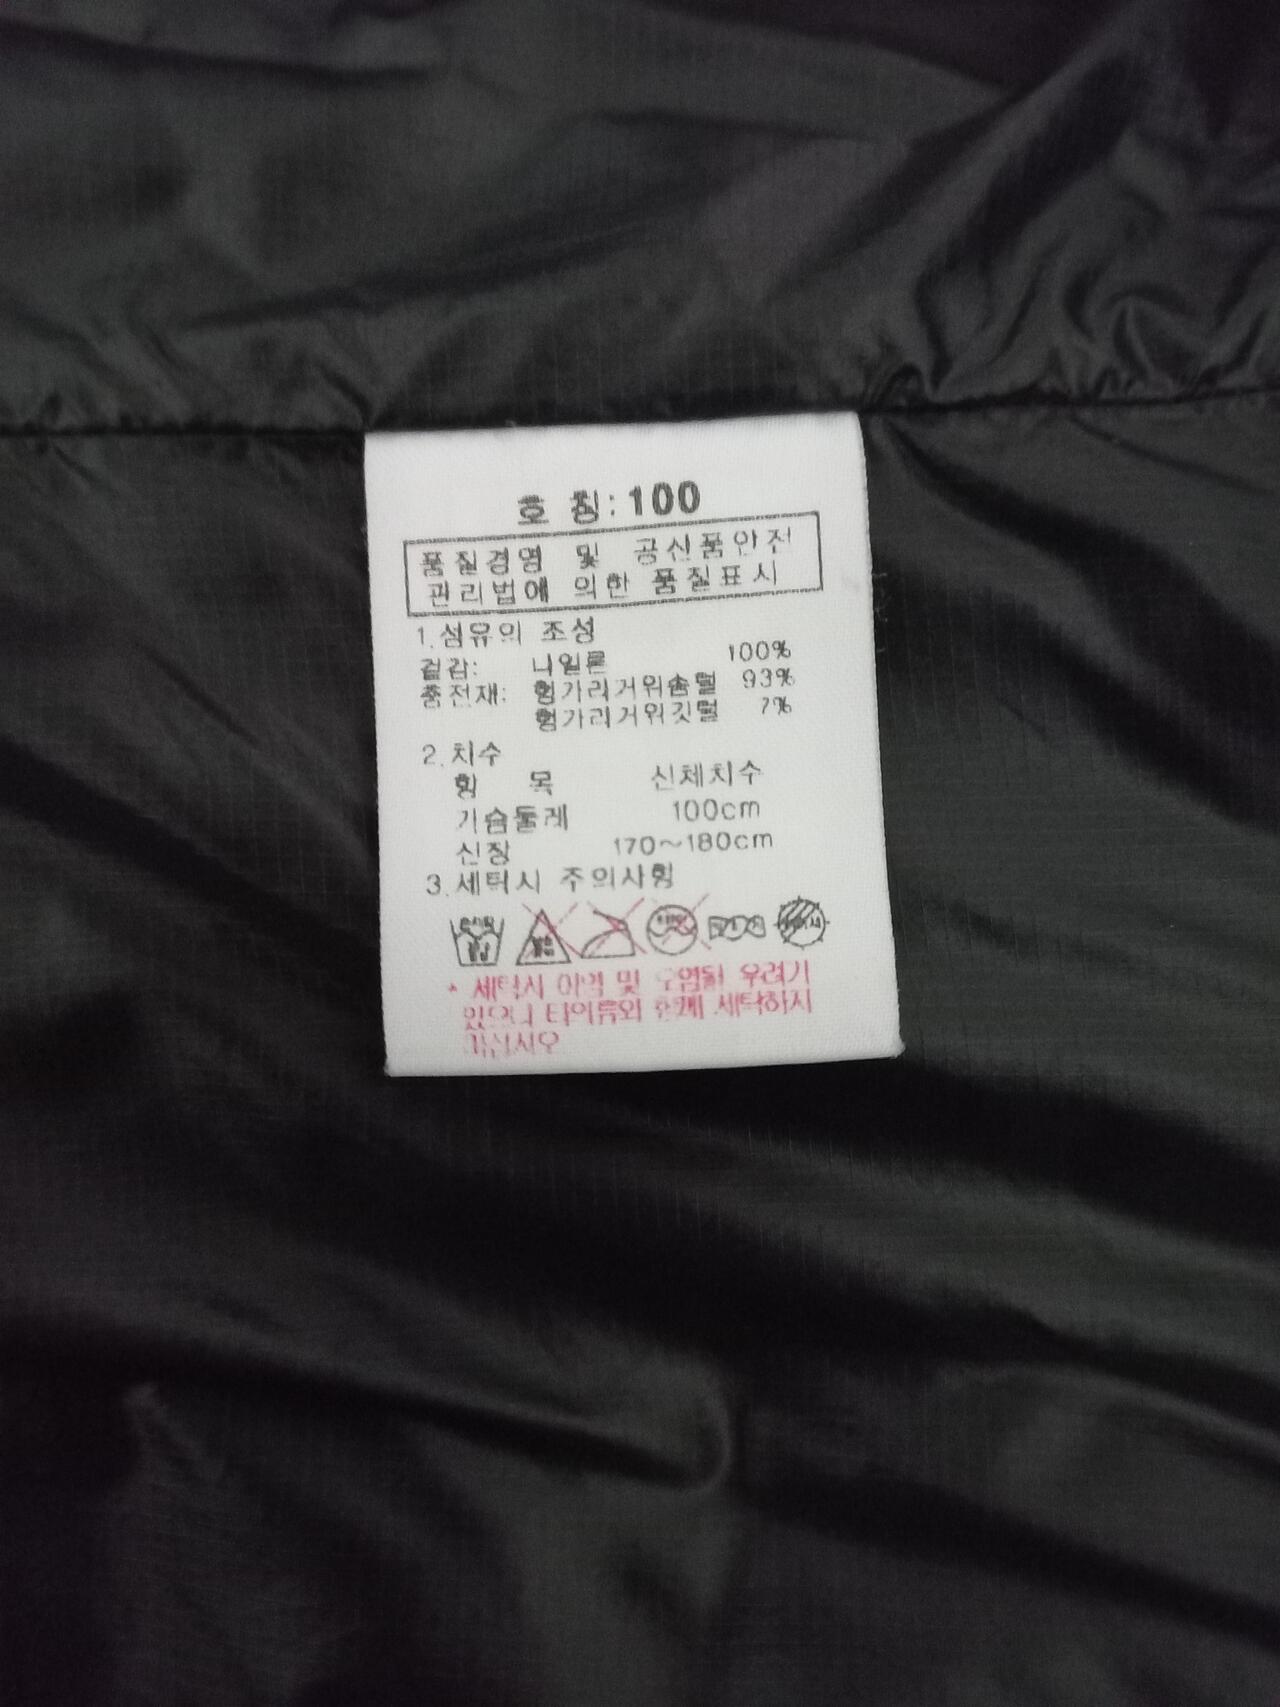 호 칭:100
품질경영 및 공산품안전
관리법에 의한 품질표시
1.섬유의 조성
겉감: 나일론 100%
충전재: 헝가리거위솜털 93%
헝가리거위깃털 7%
2.치수
항 목 신체치수
가슴둘레 100cm
신장 170~180cm
3.세탁시 주의사항
* 세탁시 이색 및 오염될 우려가
있으니 타의류와 함께 세탁하지
마십시오